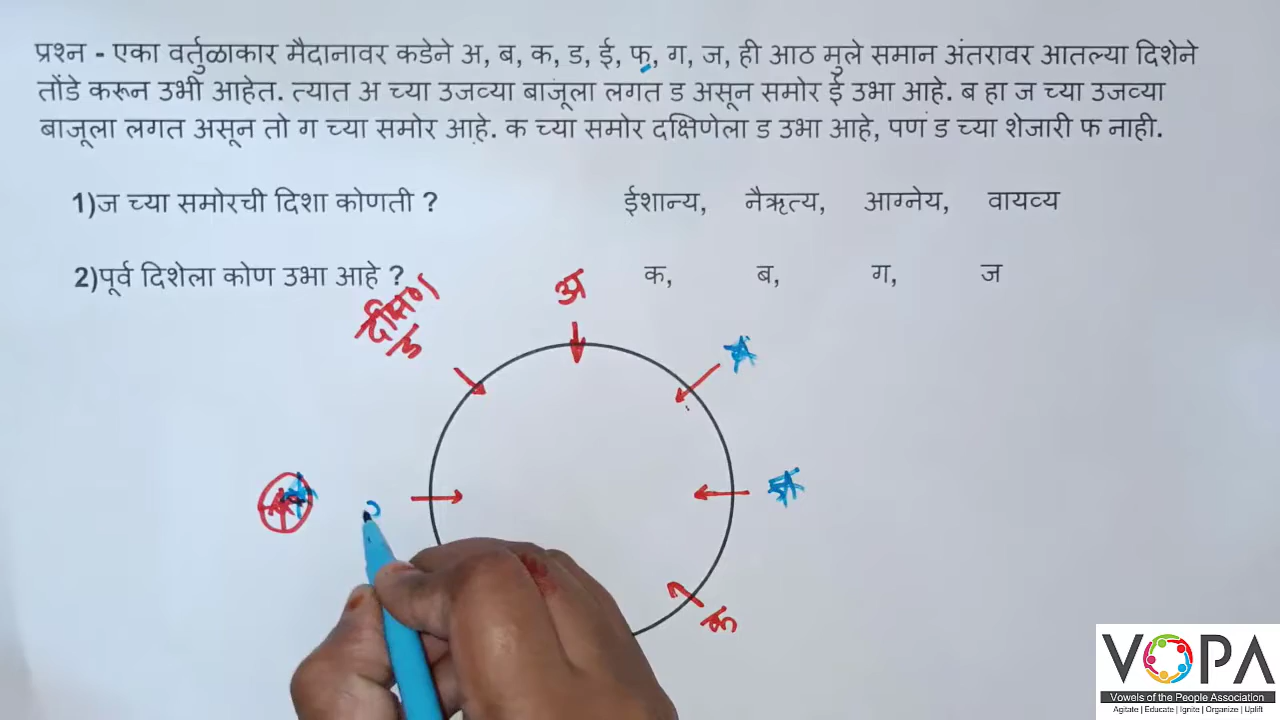 प्रश्न - एका वर्तुळाकार मैदानावर कडेने अ, ब, क, ड, ई, फ, ग, ज, ही आठ मुले समान अंतरावर आतल्या दिशेने
तोंडे करून उभी आहेत. त्यात अ च्या उजव्या बाजूला लगत ड असून समोर ई उभा आहे. ब हा ज च्या उजव्या
बाजूला लगत असून तो ग च्या समोर आहे. क च्या समोर दक्षिणेला ड उभा आहे, पण ड च्या शेजारी फ नाही.
1)ज च्या समोरची दिशा कोणती ? ईशान्य, नैऋत्य, आग्नेय, वायव्य
2)पूर्व दिशेला कोण उभा आहे ? क, ब, ग, ज
दक्षिण
ड
अ
क
VOPA
Vowels of the People Association
Agitate | Educate | Ignite | Organize | Uplift